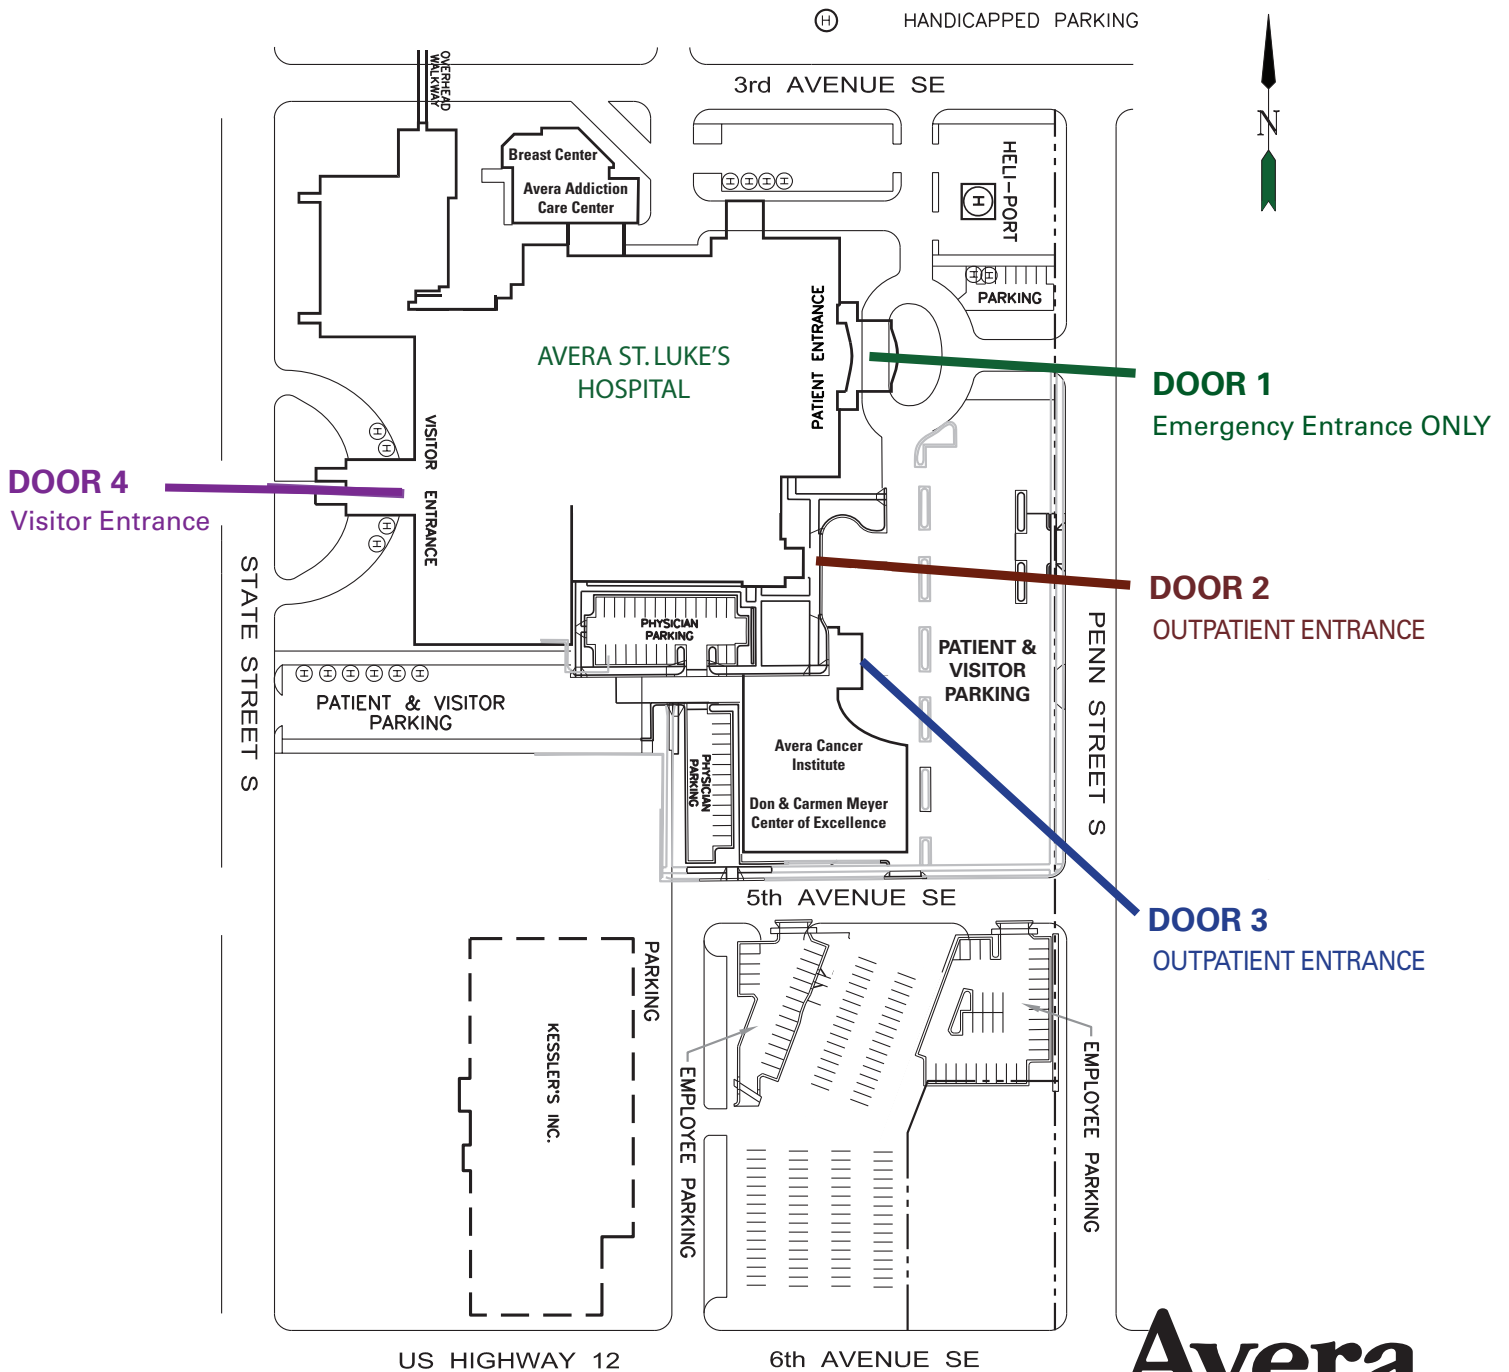 H HANDICAPPED PARKING
3rd AVENUE SE
N
OVERHEAD
WALKWAY
Breast Center
Avera Addiction
Care Center
H H H H
HELI-PORT
H
H H
PARKING
PATIENT ENTRANCE
AVERA ST. LUKE'S
HOSPITAL
DOOR 1
Emergency Entrance ONLY
VISITOR ENTRANCE
H
H
DOOR 4
Visitor Entrance
H
H
STATE STREET S
DOOR 2
OUTPATIENT ENTRANCE
PHYSICIAN
PARKING
PATIENT &
VISITOR
PARKING
PENN STREET S
H H H H H H
PATIENT & VISITOR
PARKING
PHYSICIAN
PARKING
Avera Cancer
Institute
Don & Carmen Meyer
Center of Excellence
5th AVENUE SE
DOOR 3
OUTPATIENT ENTRANCE
PARKING
KESSLER'S INC.
EMPLOYEE PARKING
EMPLOYEE PARKING
US HIGHWAY 12
6th AVENUE SE
Avera